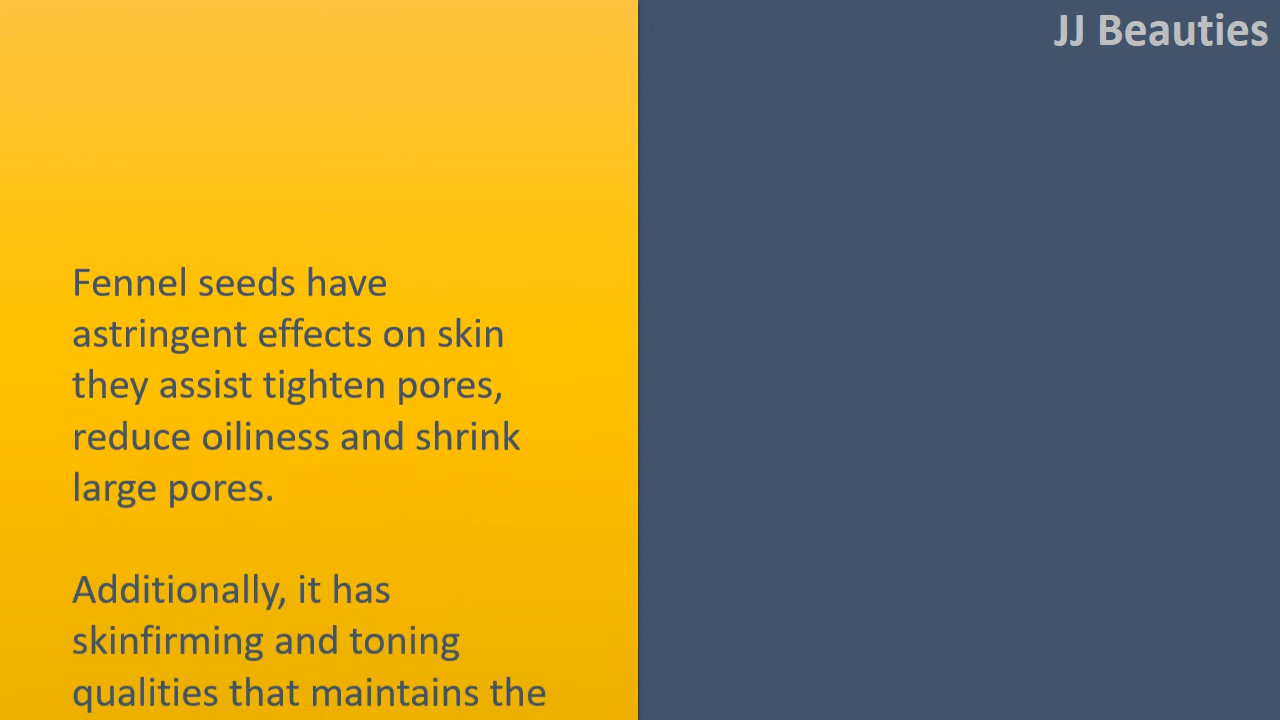 JJ Beauties
Fennel seeds have
astringent effects on skin
they assist tighten pores,
reduce oiliness and shrink
large pores.
Additionally, it has
skinfirming and toning
qualities that maintains the